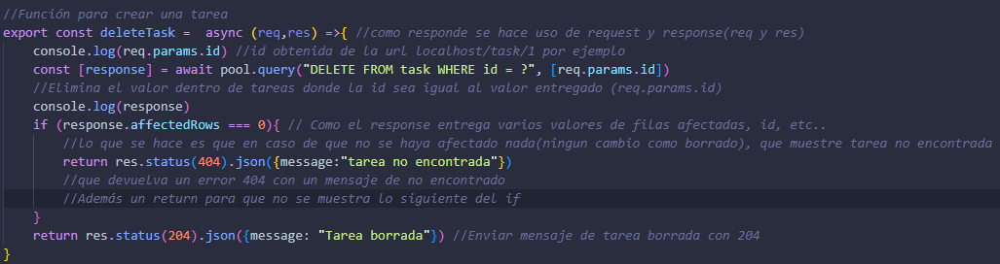 //Función para crear una tarea
export const deleteTask =  async (req,res) =>{ //como responde se hace uso de request y response(req y res)
    console.log(req.params.id) //id obtenida de la url localhost/task/1 por ejemplo
    const [response] = await pool.query("DELETE FROM task WHERE id = ?", [req.params.id])
    //Elimina el valor dentro de tareas donde la id sea igual al valor entregado (req.params.id)
    console.log(response)
    if (response.affectedRows === 0){ // Como el response entrega varios valores de filas afectadas, id, etc..
        //lo que se hace es que en caso de que no se haya afectado nada(ningun cambio como borrado), que muestre tarea no encontrada
        return res.status(404).json({message:"tarea no encontrada"})
        //que devuelva un error 404 con un mensaje de no encontrado
        //Además un return para que no se muestra lo siguiente del if
    }
    return res.status(204).json({message: "Tarea borrada"}) //Enviar mensaje de tarea borrada con 204
}